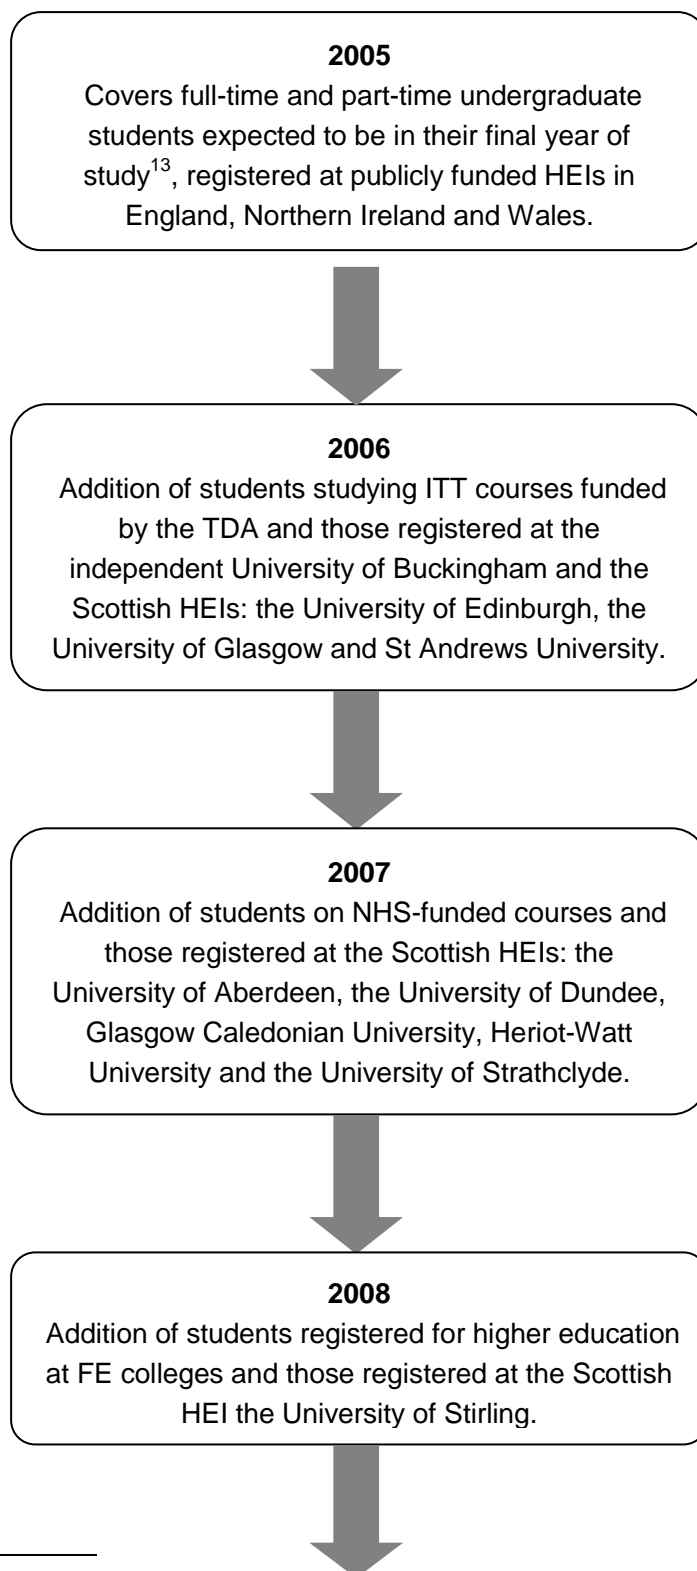 2005
Covers full-time and part-time undergraduate
students expected to be in their final year of
study13, registered at publicly funded HEIs in
England, Northern Ireland and Wales.
2006
Addition of students studying ITT courses funded
by the TDA and those registered at the
independent University of Buckingham and the
Scottish HEIs: the University of Edinburgh, the
University of Glasgow and St Andrews University.
2007
Addition of students on NHS-funded courses and
those registered at the Scottish HEIs: the
University of Aberdeen, the University of Dundee,
Glasgow Caledonian University, Heriot-Watt
University and the University of Strathclyde.
2008
Addition of students registered for higher education
at FE colleges and those registered at the Scottish
HEI the University of Stirling.